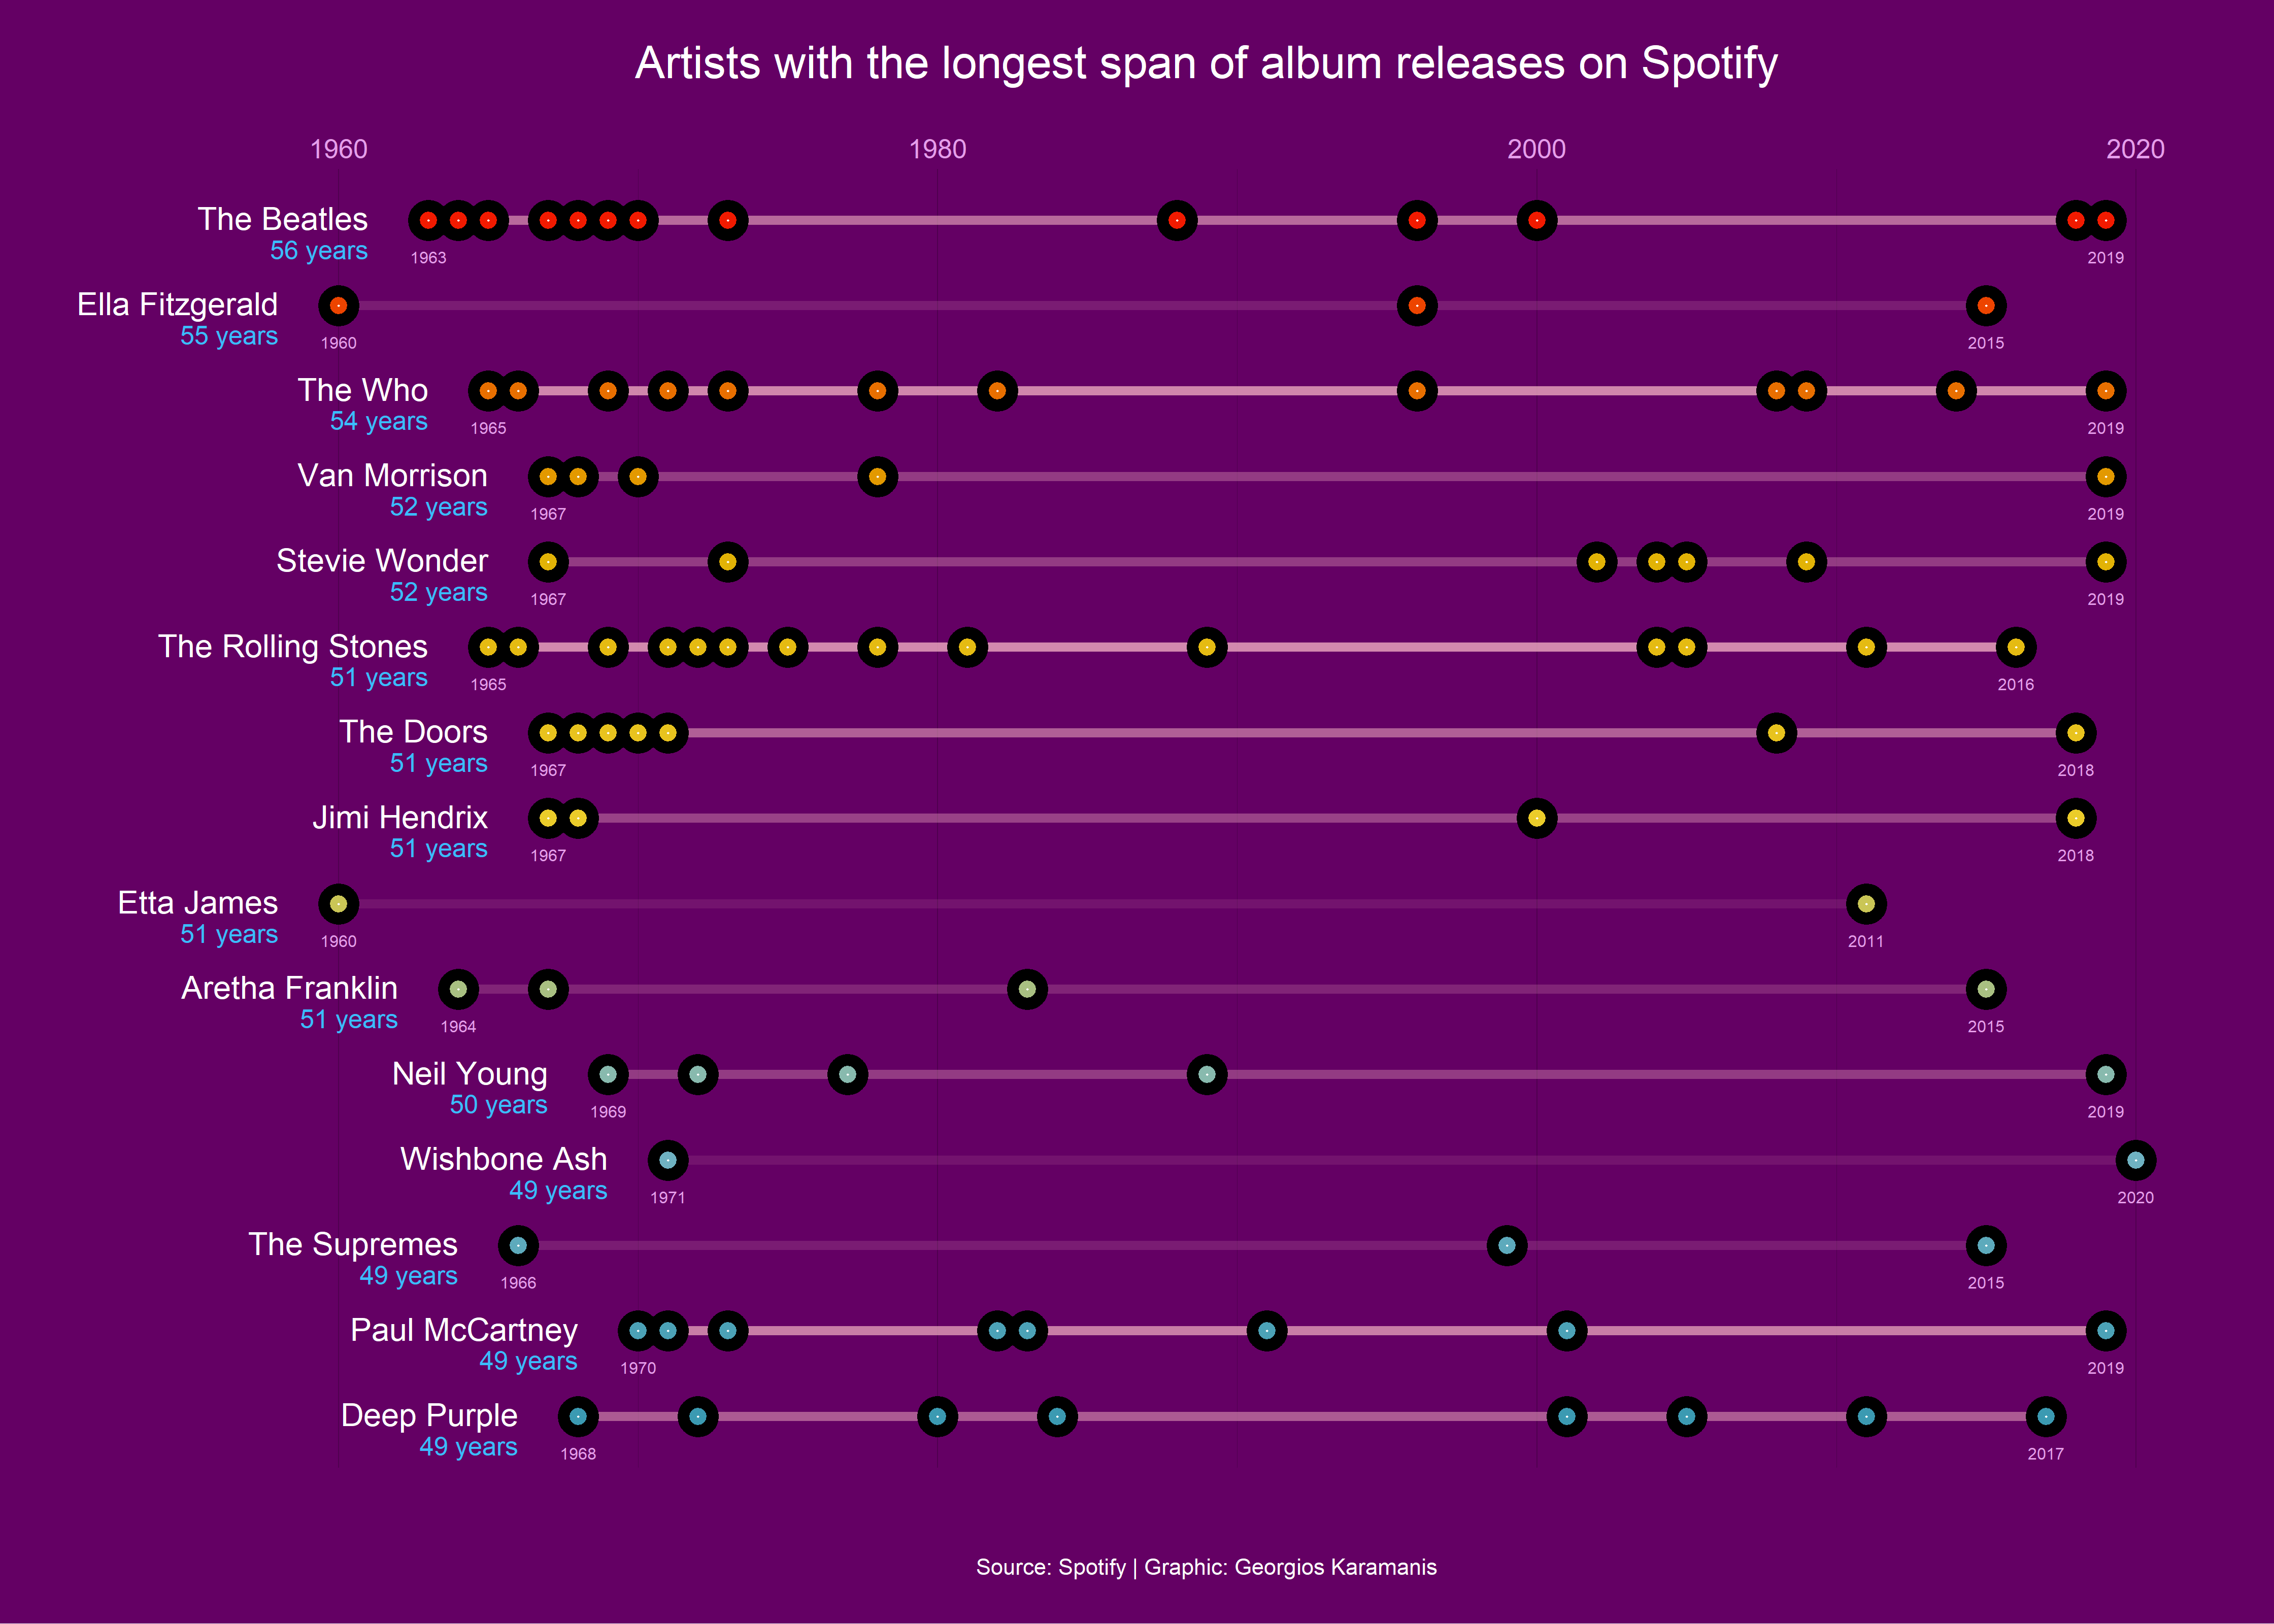 Artists with the longest span of album releases on Spotify
1960 1980 2000 2020
The Beatles
56 years
1963 2019
Ella Fitzgerald
55 years
1960 2015
The Who
54 years
1965 2019
Van Morrison
52 years
1967 2019
Stevie Wonder
52 years
1967 2019
The Rolling Stones
51 years
1965 2016
The Doors
51 years
1967 2018
Jimi Hendrix
51 years
1967 2018
Etta James
51 years
1960 2011
Aretha Franklin
51 years
1964 2015
Neil Young
50 years
1969 2019
Wishbone Ash
49 years
1971 2020
The Supremes
49 years
1966 2015
Paul McCartney
49 years
1970 2019
Deep Purple
49 years
1968 2017
Source: Spotify | Graphic: Georgios Karamanis